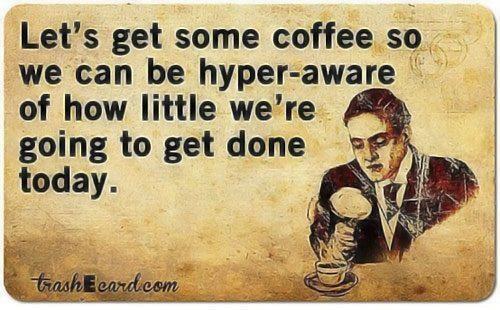 Let's get some coffee so
we can be hyper-aware
of how little we're
going to get done
today.
trashEcard.com